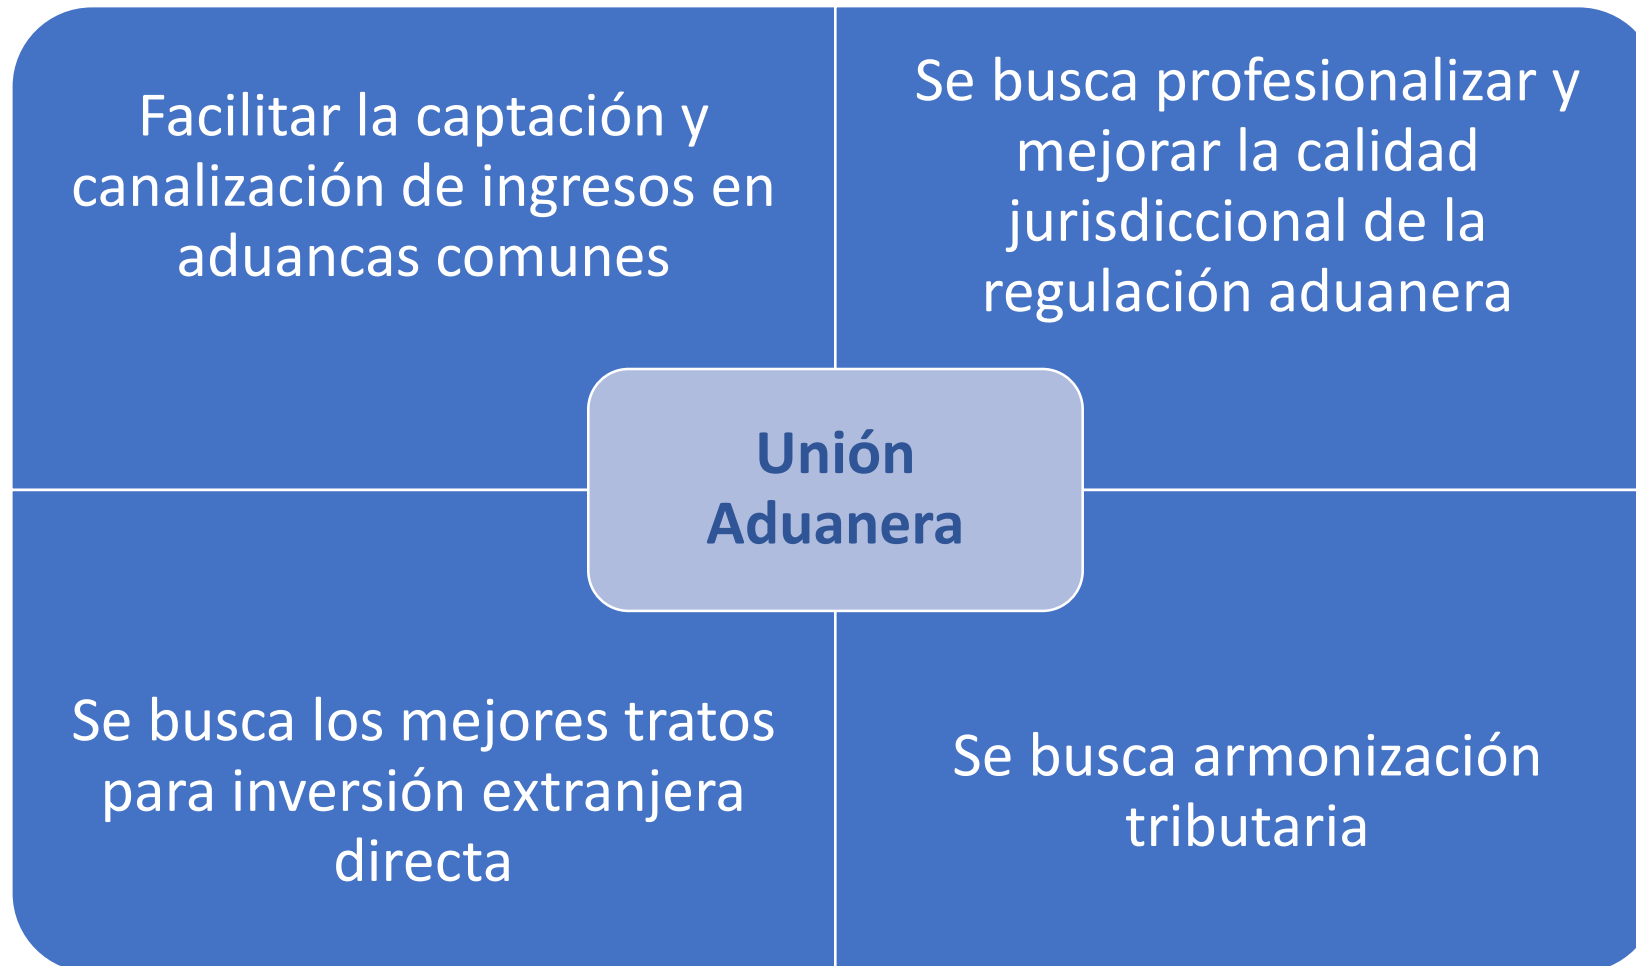 Facilitar la captación y
canalización de ingresos en
aduancas comunes
Se busca profesionalizar y
mejorar la calidad
jurisdiccional de la
regulación aduanera
Unión
Aduanera
Se busca los mejores tratos
para inversión extranjera
directa
Se busca armonización
tributaria